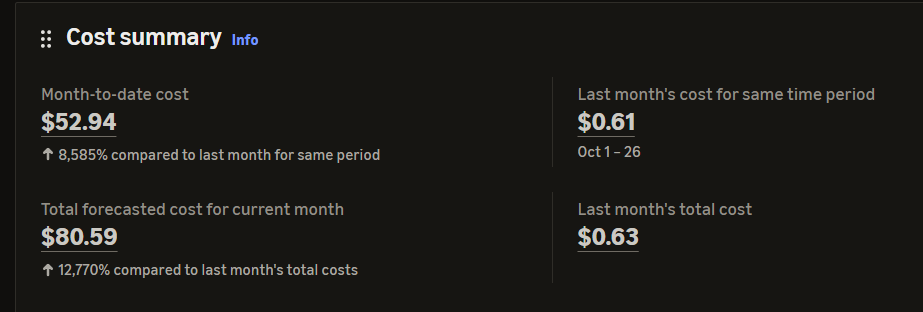 Cost summary Info
Month-to-date cost
$52.94
↑ 8,585% compared to last month for same period
Last month's cost for same time period
$0.61
Oct 1 – 26
Total forecasted cost for current month
$80.59
↑ 12,770% compared to last month's total costs
Last month's total cost
$0.63